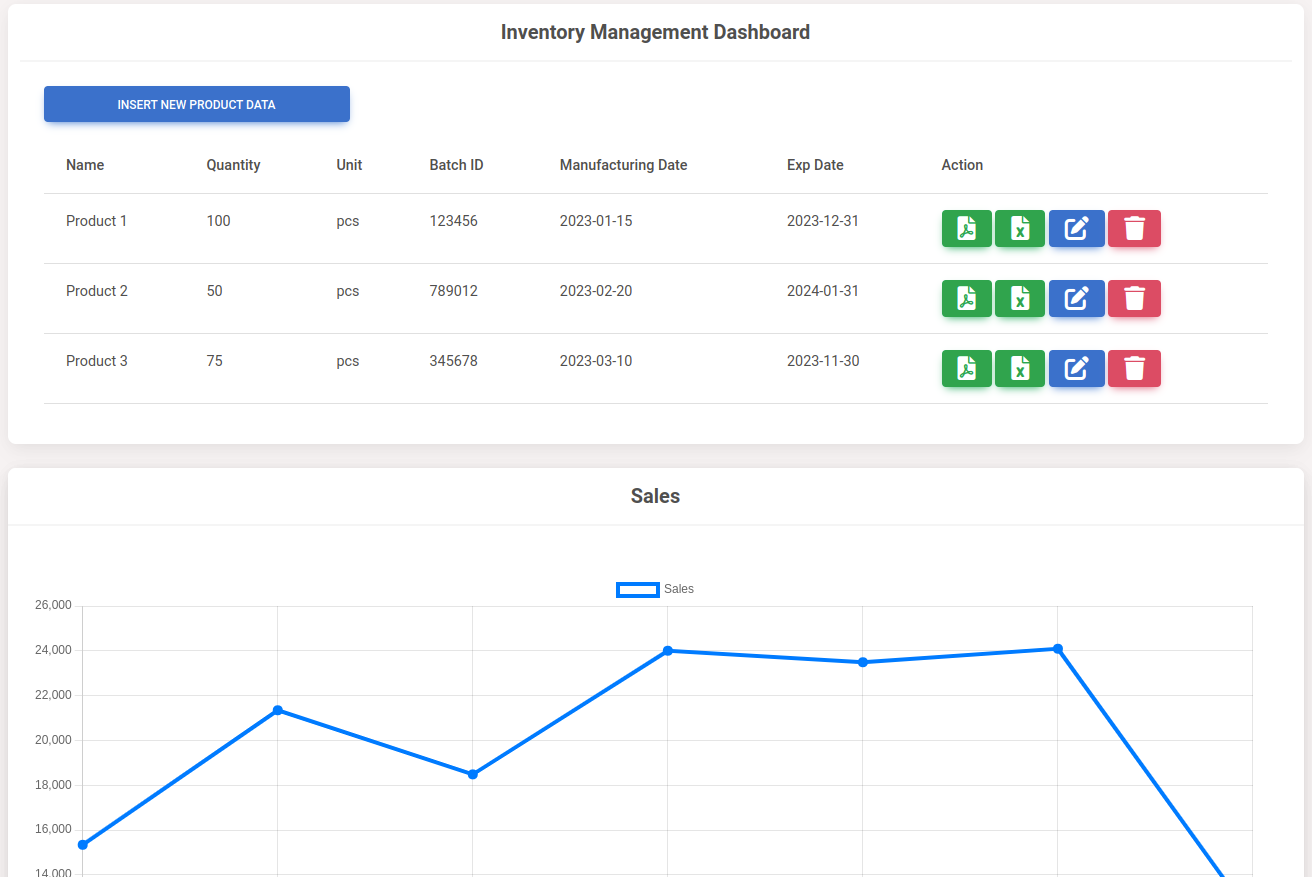 Inventory Management Dashboard
INSERT NEW PRODUCT DATA
Name Quantity Unit Batch ID Manufacturing Date Exp Date Action
Product 1 100 pcs 123456 2023-01-15 2023-12-31
Product 2 50 pcs 789012 2023-02-20 2024-01-31
Product 3 75 pcs 345678 2023-03-10 2023-11-30
Sales
Sales
26,000
24,000
22,000
20,000
18,000
16,000
14,000